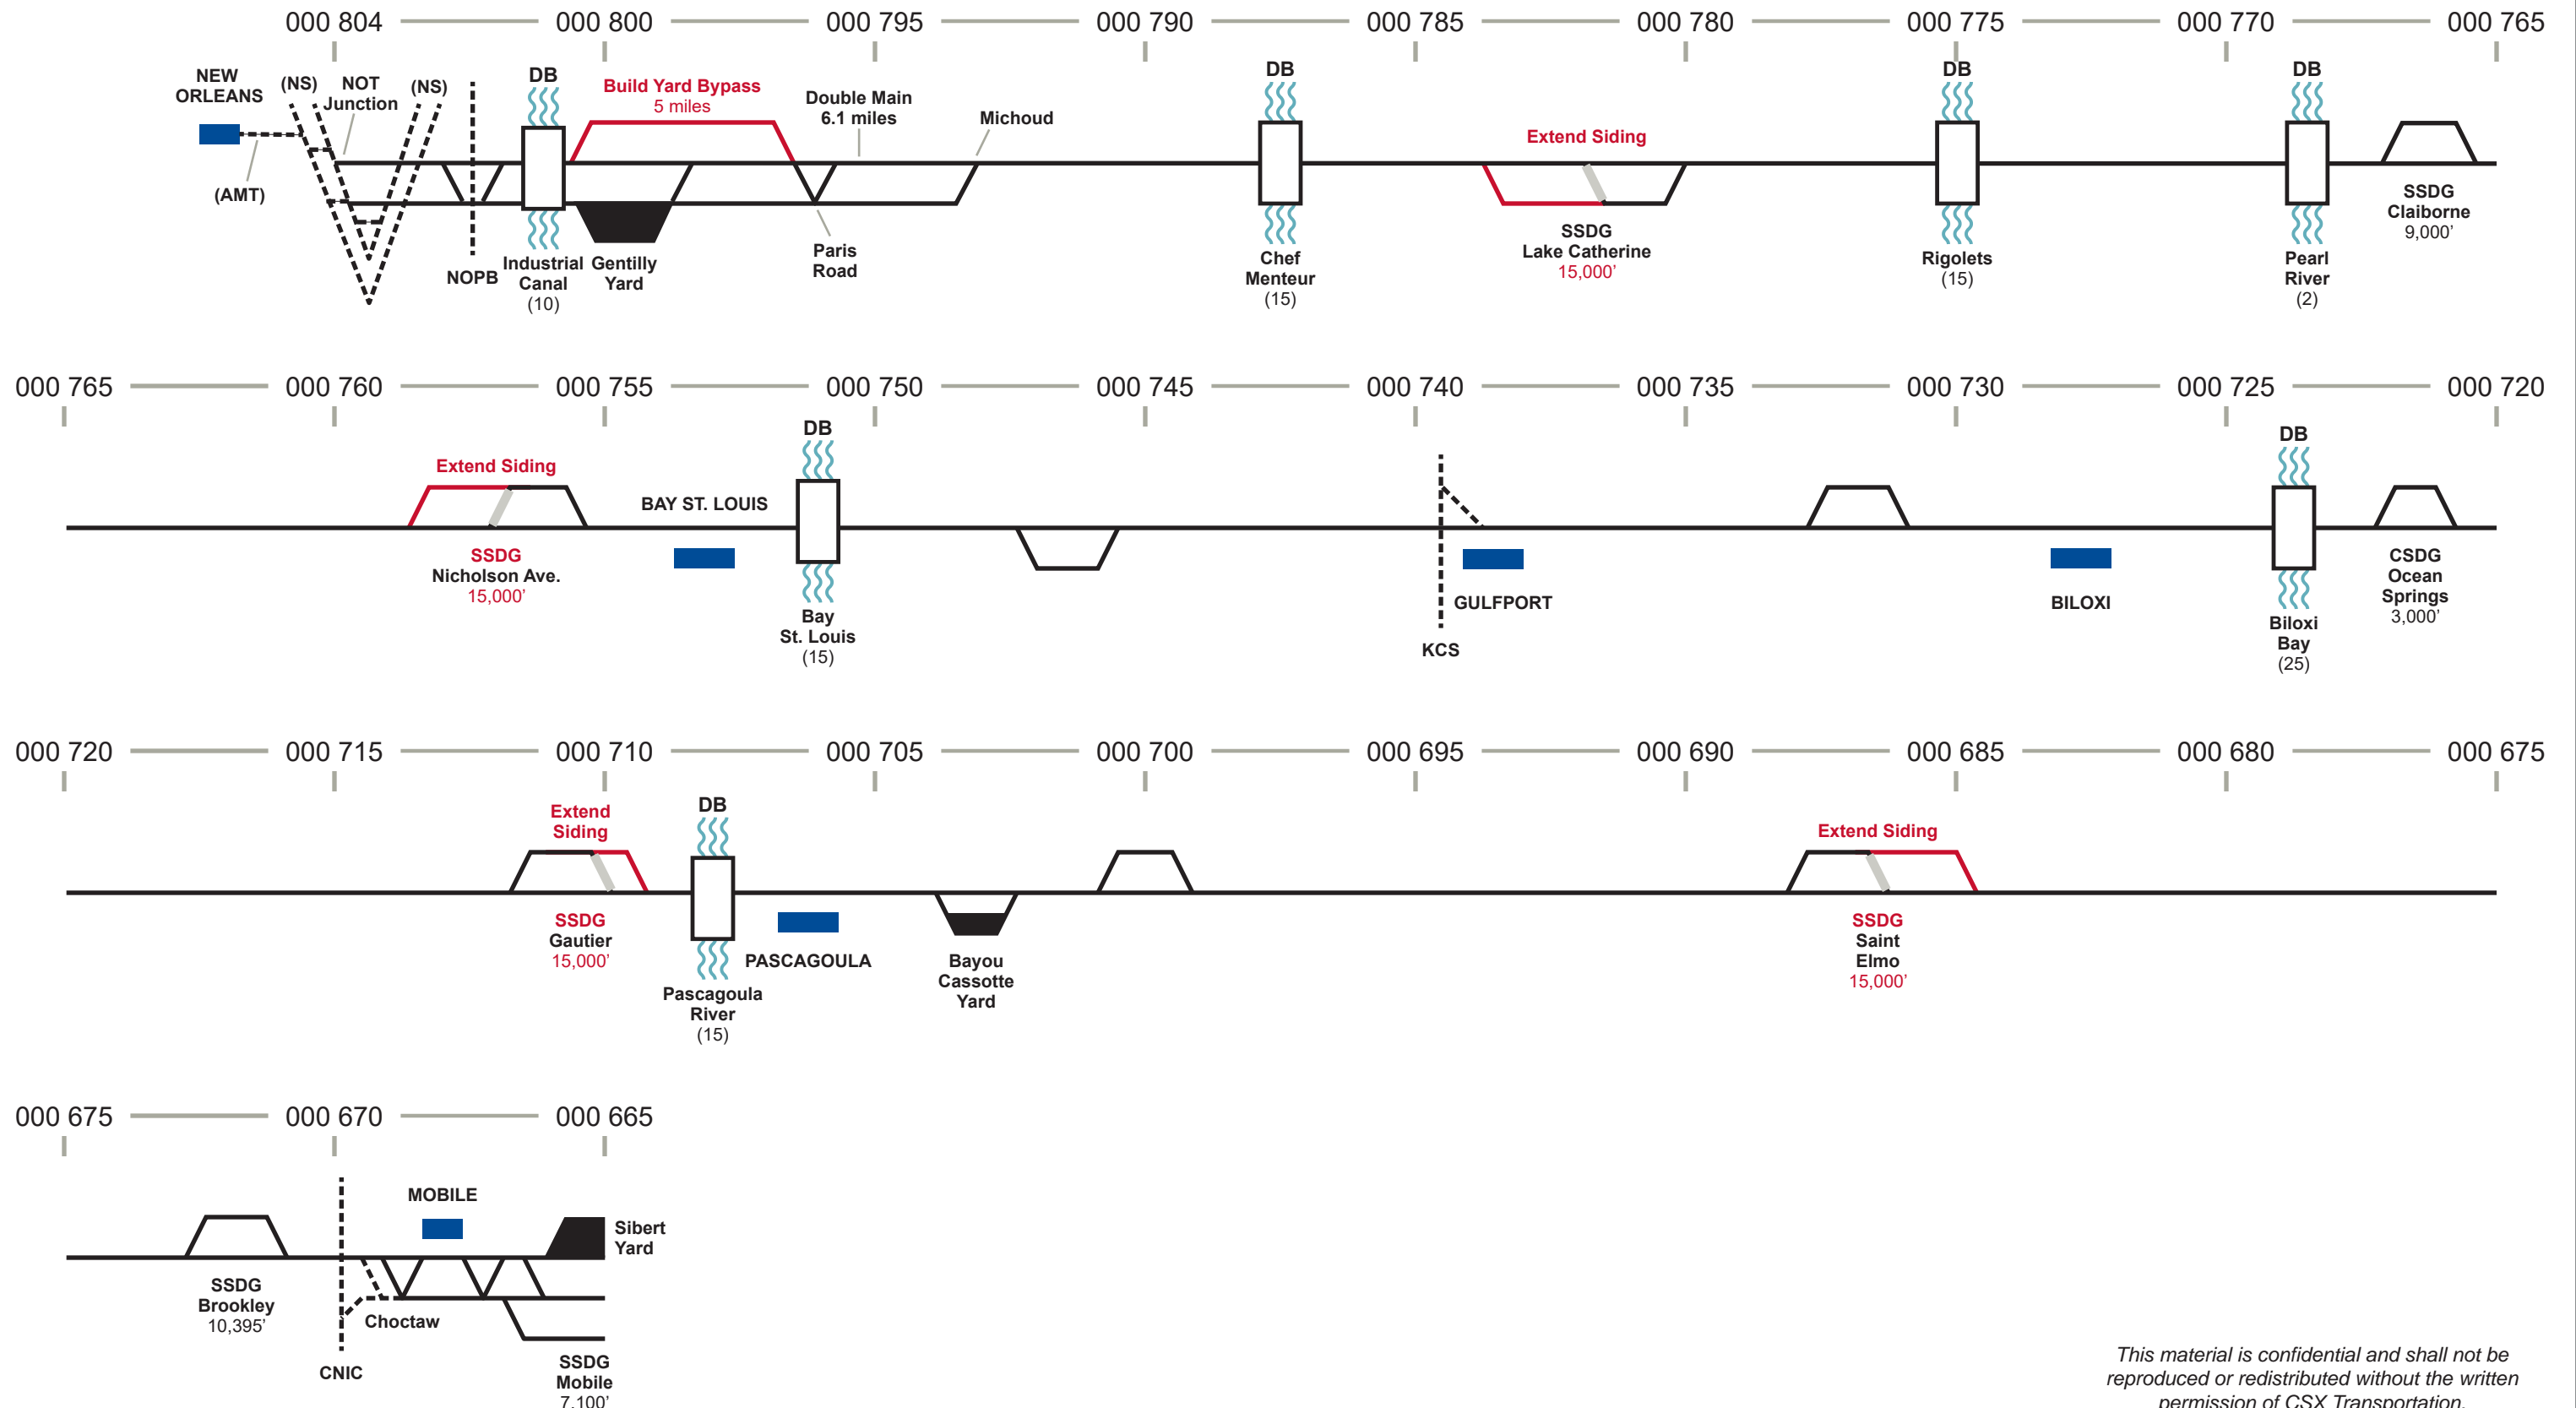 000 804 000 800 000 795 000 790 000 785 000 780 000 775 000 770 000 765
NEW
ORLEANS
(NS)
NOT
Junction
(NS)
(AMT)
NOPB
DB
Industrial
Canal
(10)
Build Yard Bypass
5 miles
Gentilly
Yard
Double Main
6.1 miles
Paris
Road
Michoud
DB
Chef
Menteur
(15)
Extend Siding
SSDG
Lake Catherine
15,000’
DB
Rigolets
(15)
DB
Pearl
River
(2)
SSDG
Claiborne
9,000’
000 765 000 760 000 755 000 750 000 745 000 740 000 735 000 730 000 725 000 720
Extend Siding
SSDG
Nicholson Ave.
15,000’
BAY ST. LOUIS
DB
Bay
St. Louis
(15)
KCS
GULFPORT
BILOXI
DB
Biloxi
Bay
(25)
CSDG
Ocean
Springs
3,000’
000 720 000 715 000 710 000 705 000 700 000 695 000 690 000 685 000 680 000 675
Extend
Siding
SSDG
Gautier
15,000’
DB
Pascagoula
River
(15)
PASCAGOULA
Bayou
Cassotte
Yard
Extend Siding
SSDG
Saint
Elmo
15,000’
000 675 000 670 000 665
SSDG
Brookley
10,395’
CNIC
MOBILE
Choctaw
Sibert
Yard
SSDG
Mobile
7,100’
This material is confidential and shall not be
reproduced or redistributed without the written
permission of CSX Transportation.